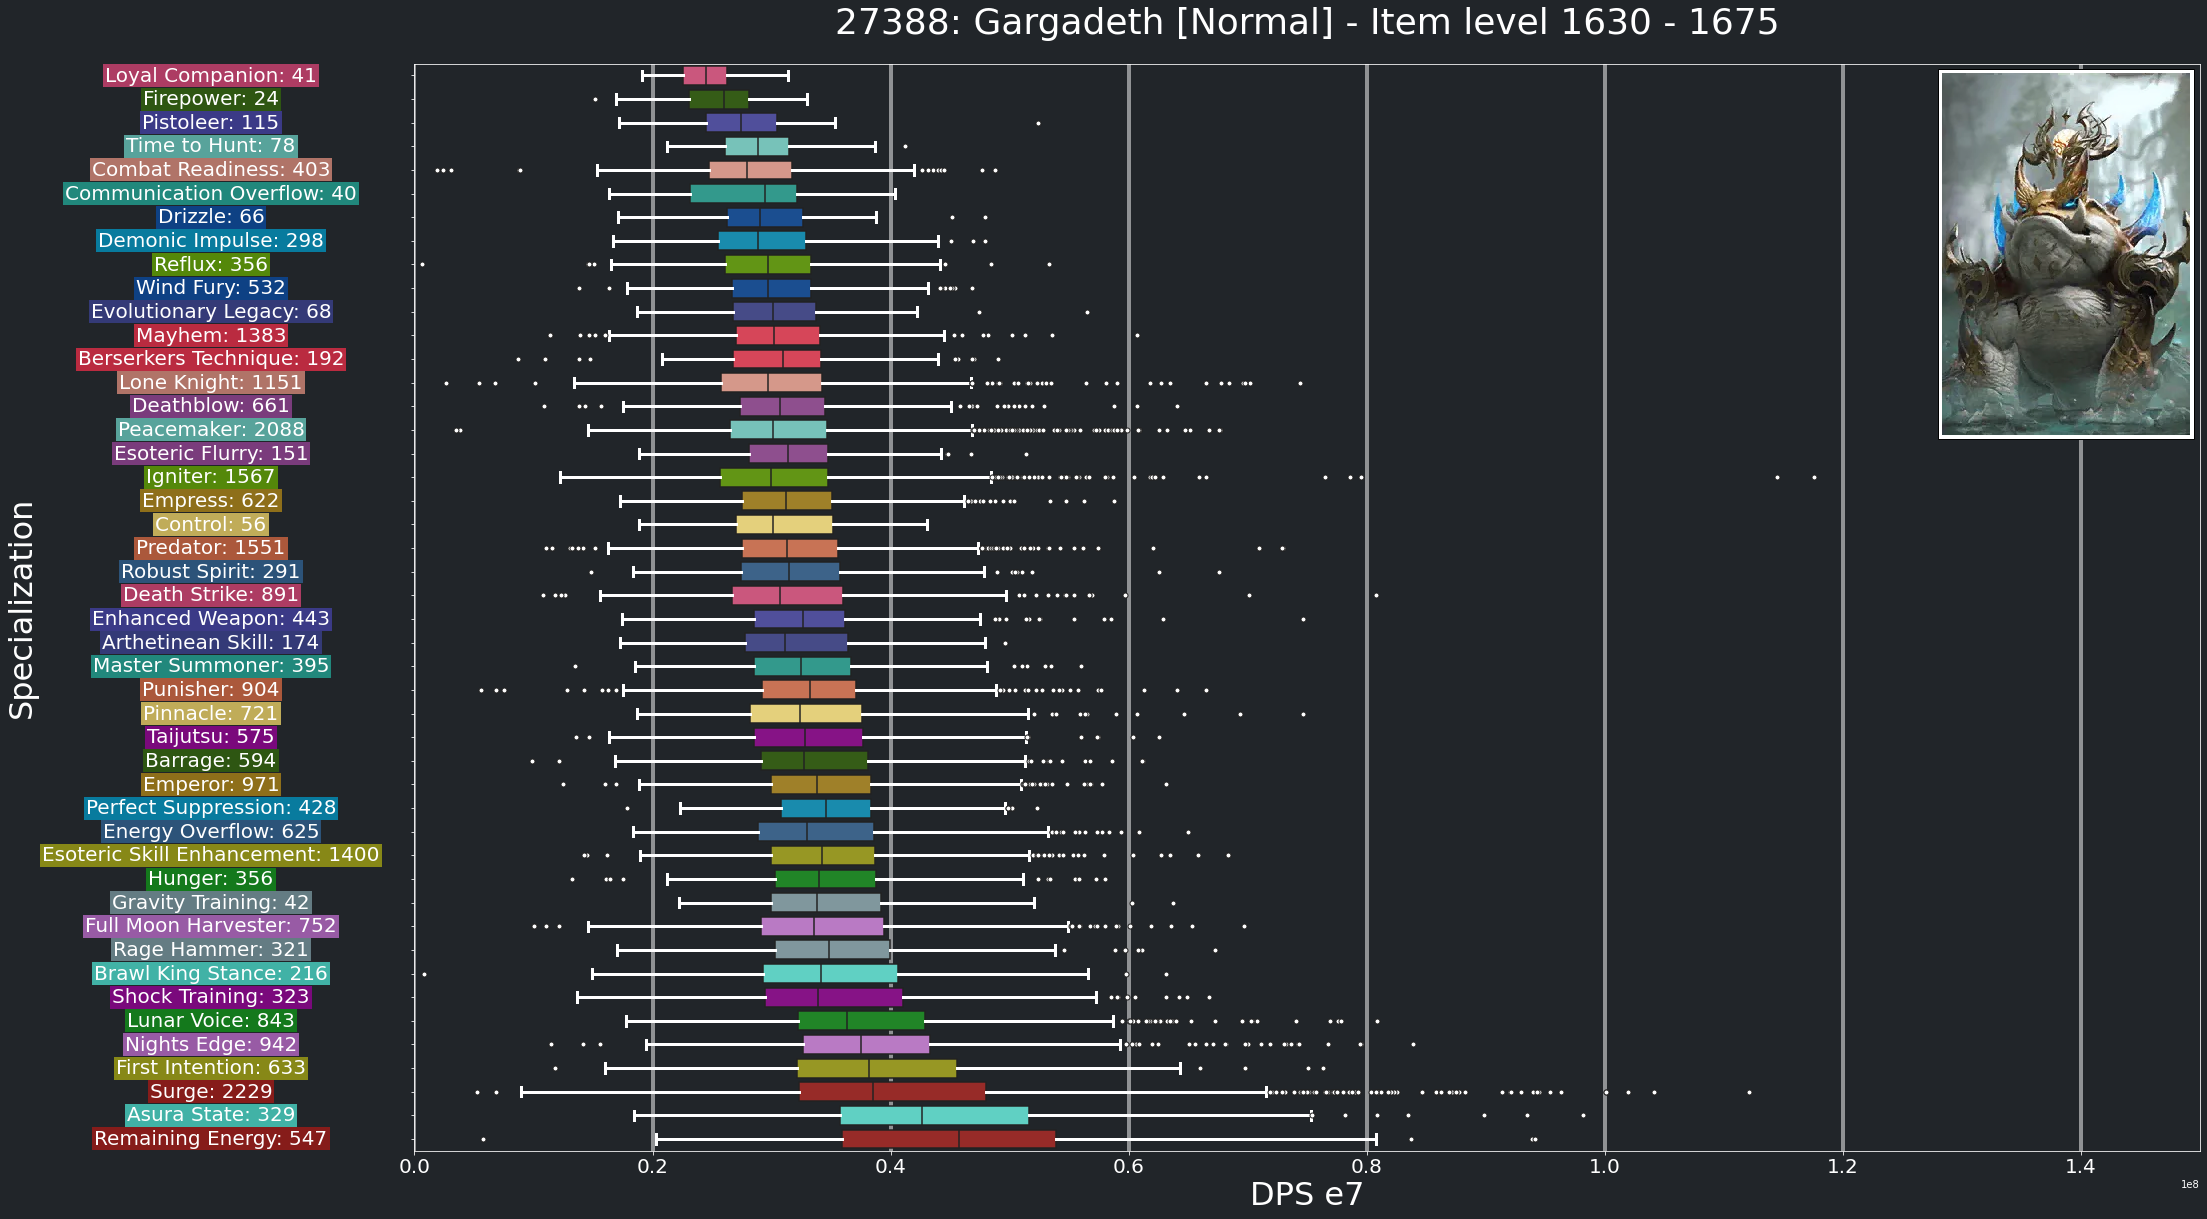 27388: Gargadeth [Normal] - Item level 1630 - 1675
Loyal Companion: 41
Firepower: 24
Pistoleer: 115
Time to Hunt: 78
Combat Readiness: 403
Communication Overflow: 40
Drizzle: 66
Demonic Impulse: 298
Reflux: 356
Wind Fury: 532
Evolutionary Legacy: 68
Mayhem: 1383
Berserkers Technique: 192
Lone Knight: 1151
Deathblow: 661
Peacemaker: 2088
Esoteric Flurry: 151
Igniter: 1567
Empress: 622
Control: 56
Predator: 1551
Robust Spirit: 291
Death Strike: 891
Enhanced Weapon: 443
Arthetinean Skill: 174
Master Summoner: 395
Punisher: 904
Pinnacle: 721
Taijutsu: 575
Barrage: 594
Emperor: 971
Perfect Suppression: 428
Energy Overflow: 625
Esoteric Skill Enhancement: 1400
Hunger: 356
Gravity Training: 42
Full Moon Harvester: 752
Rage Hammer: 321
Brawl King Stance: 216
Shock Training: 323
Lunar Voice: 843
Nights Edge: 942
First Intention: 633
Surge: 2229
Asura State: 329
Remaining Energy: 547
Specialization
0.0 0.2 0.4 0.6 0.8 1.0 1.2 1.4
DPS e7
1e8